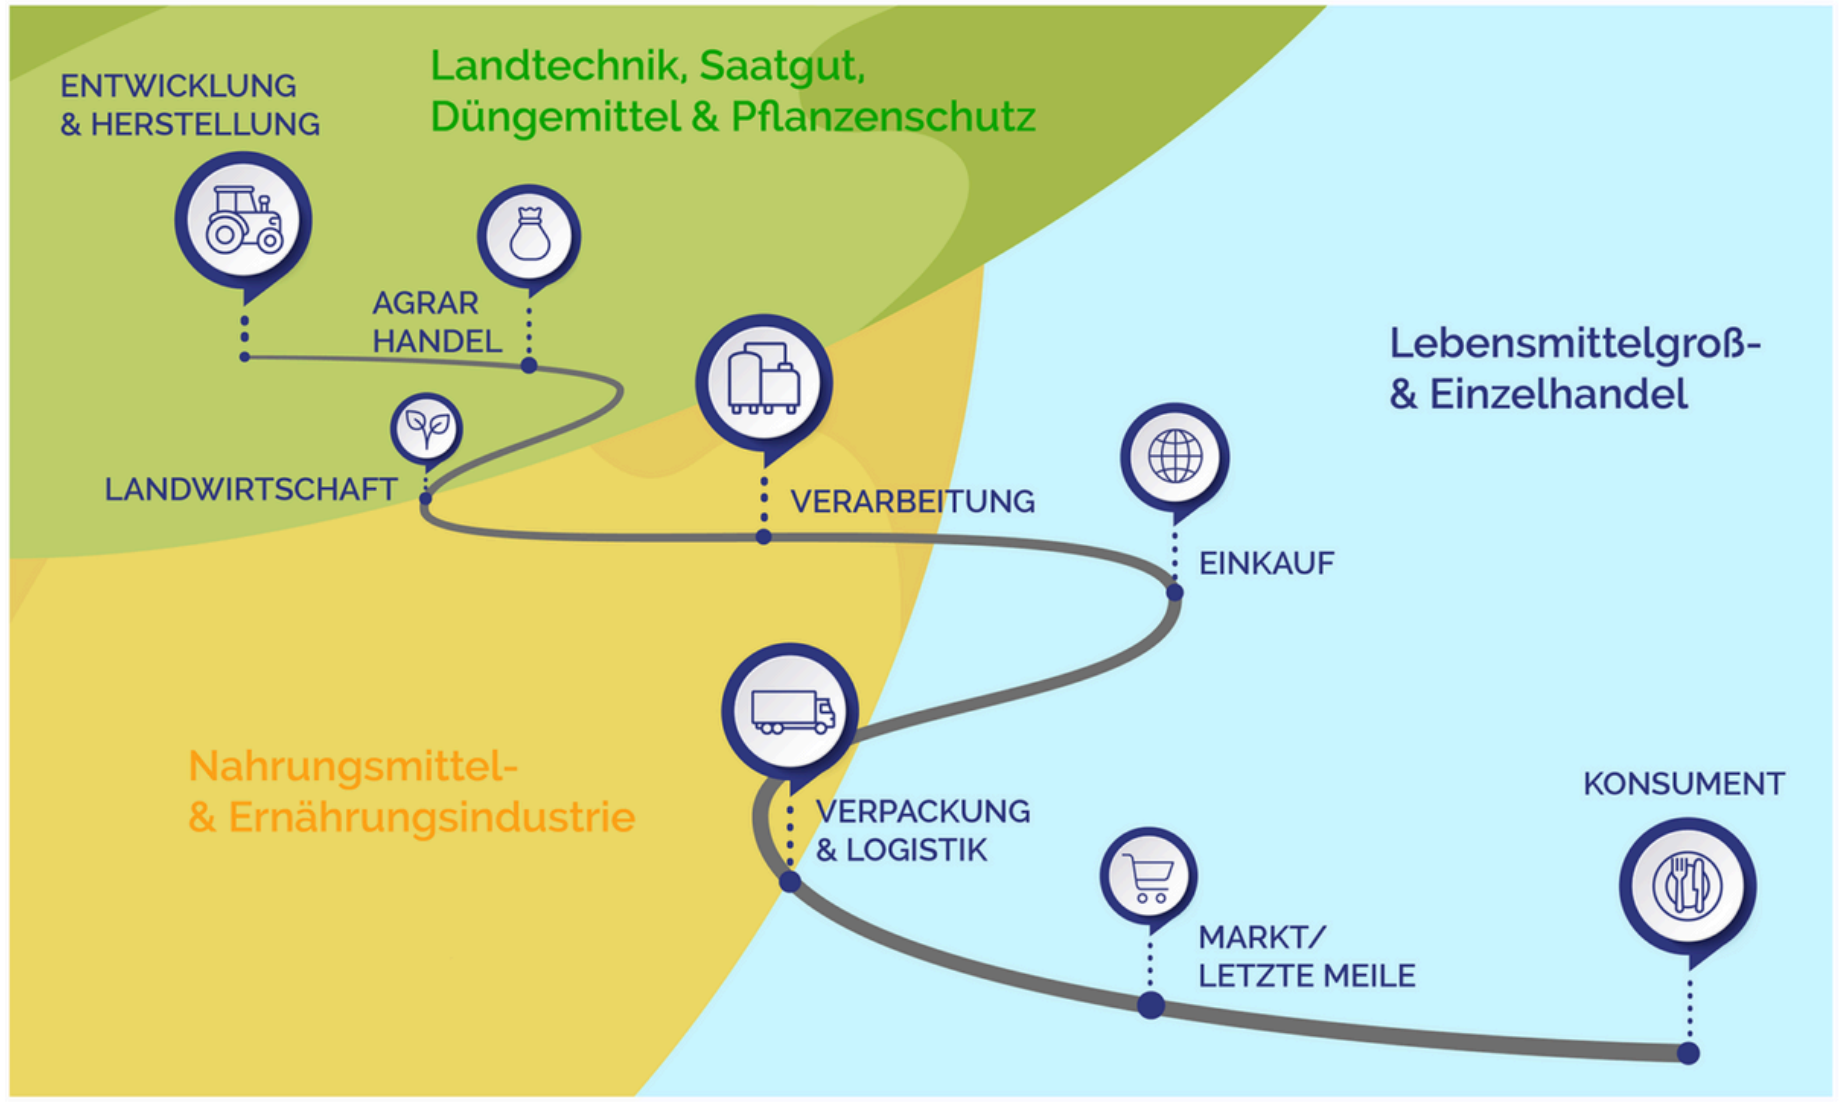 ENTWICKLUNG
& HERSTELLUNG
Landtechnik, Saatgut,
Düngemittel & Pflanzenschutz
AGRAR
HANDEL
LANDWIRTSCHAFT
VERARBEITUNG
Lebensmittelgroß-
& Einzelhandel
EINKAUF
Nahrungsmittel-
& Ernährungsindustrie
VERPACKUNG
& LOGISTIK
MARKT/
LETZTE MEILE
KONSUMENT